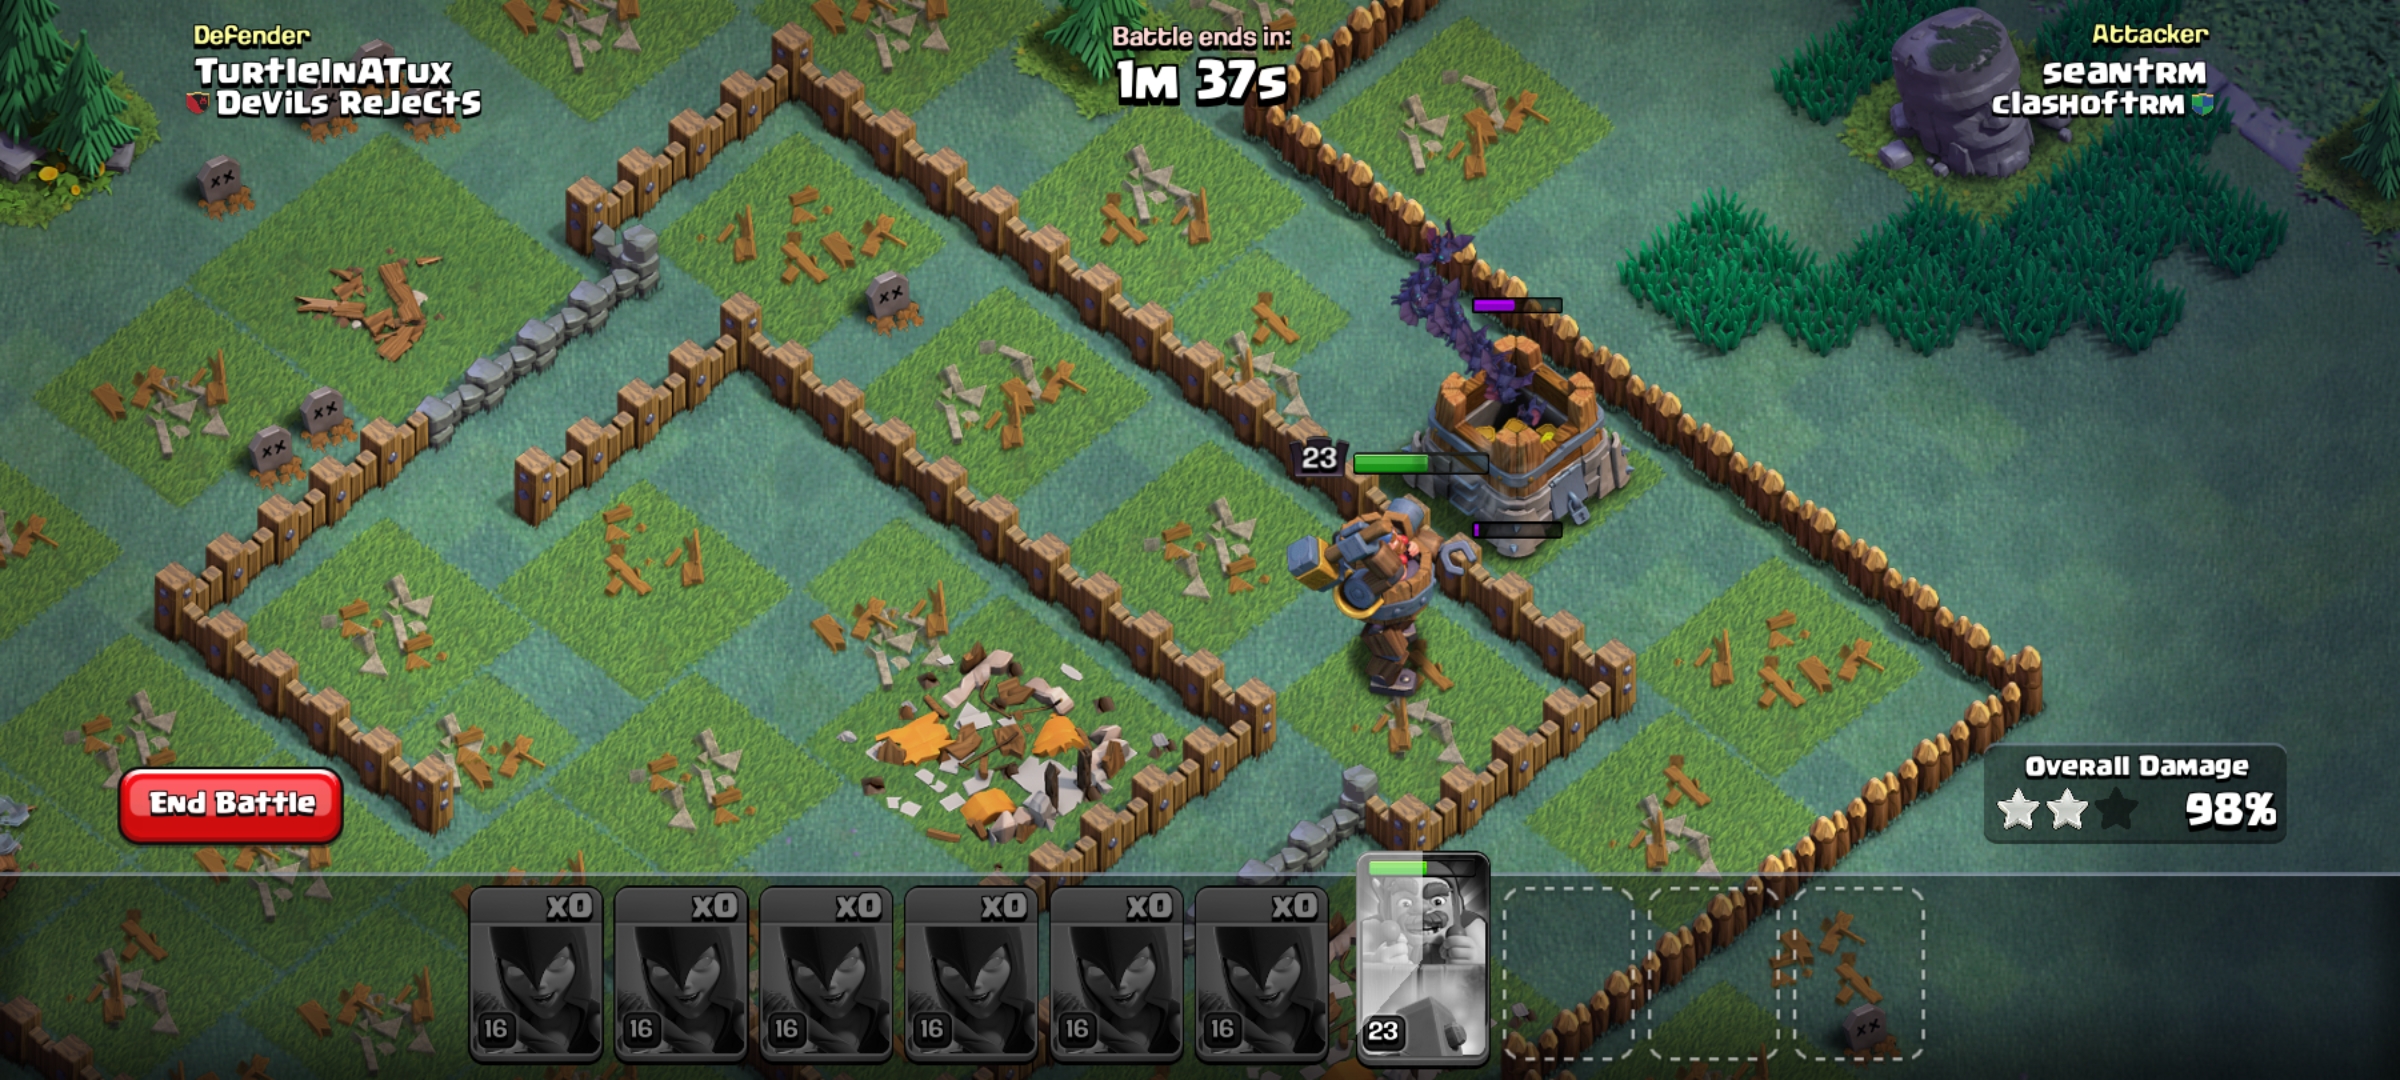 Defender
TurtleInATux
Devils Rejects
Battle ends in:
1M 37s
Attacker
seantrm
clashoftrm
23
End Battle
Overall Damage
98%
x0
x0
x0
x0
x0
x0
16
16
16
16
16
16
23